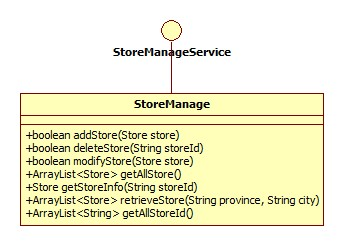 StoreManageService
StoreManage
+boolean addStore(Store store)
+boolean deleteStore(String storeId)
+boolean modifyStore(Store store)
+ArrayList<Store> getAllStore()
+Store getStoreInfo(String storeId)
+ArrayList<Store> retrieveStore(String province, String city)
+ArrayList<String> getAllStoreId()